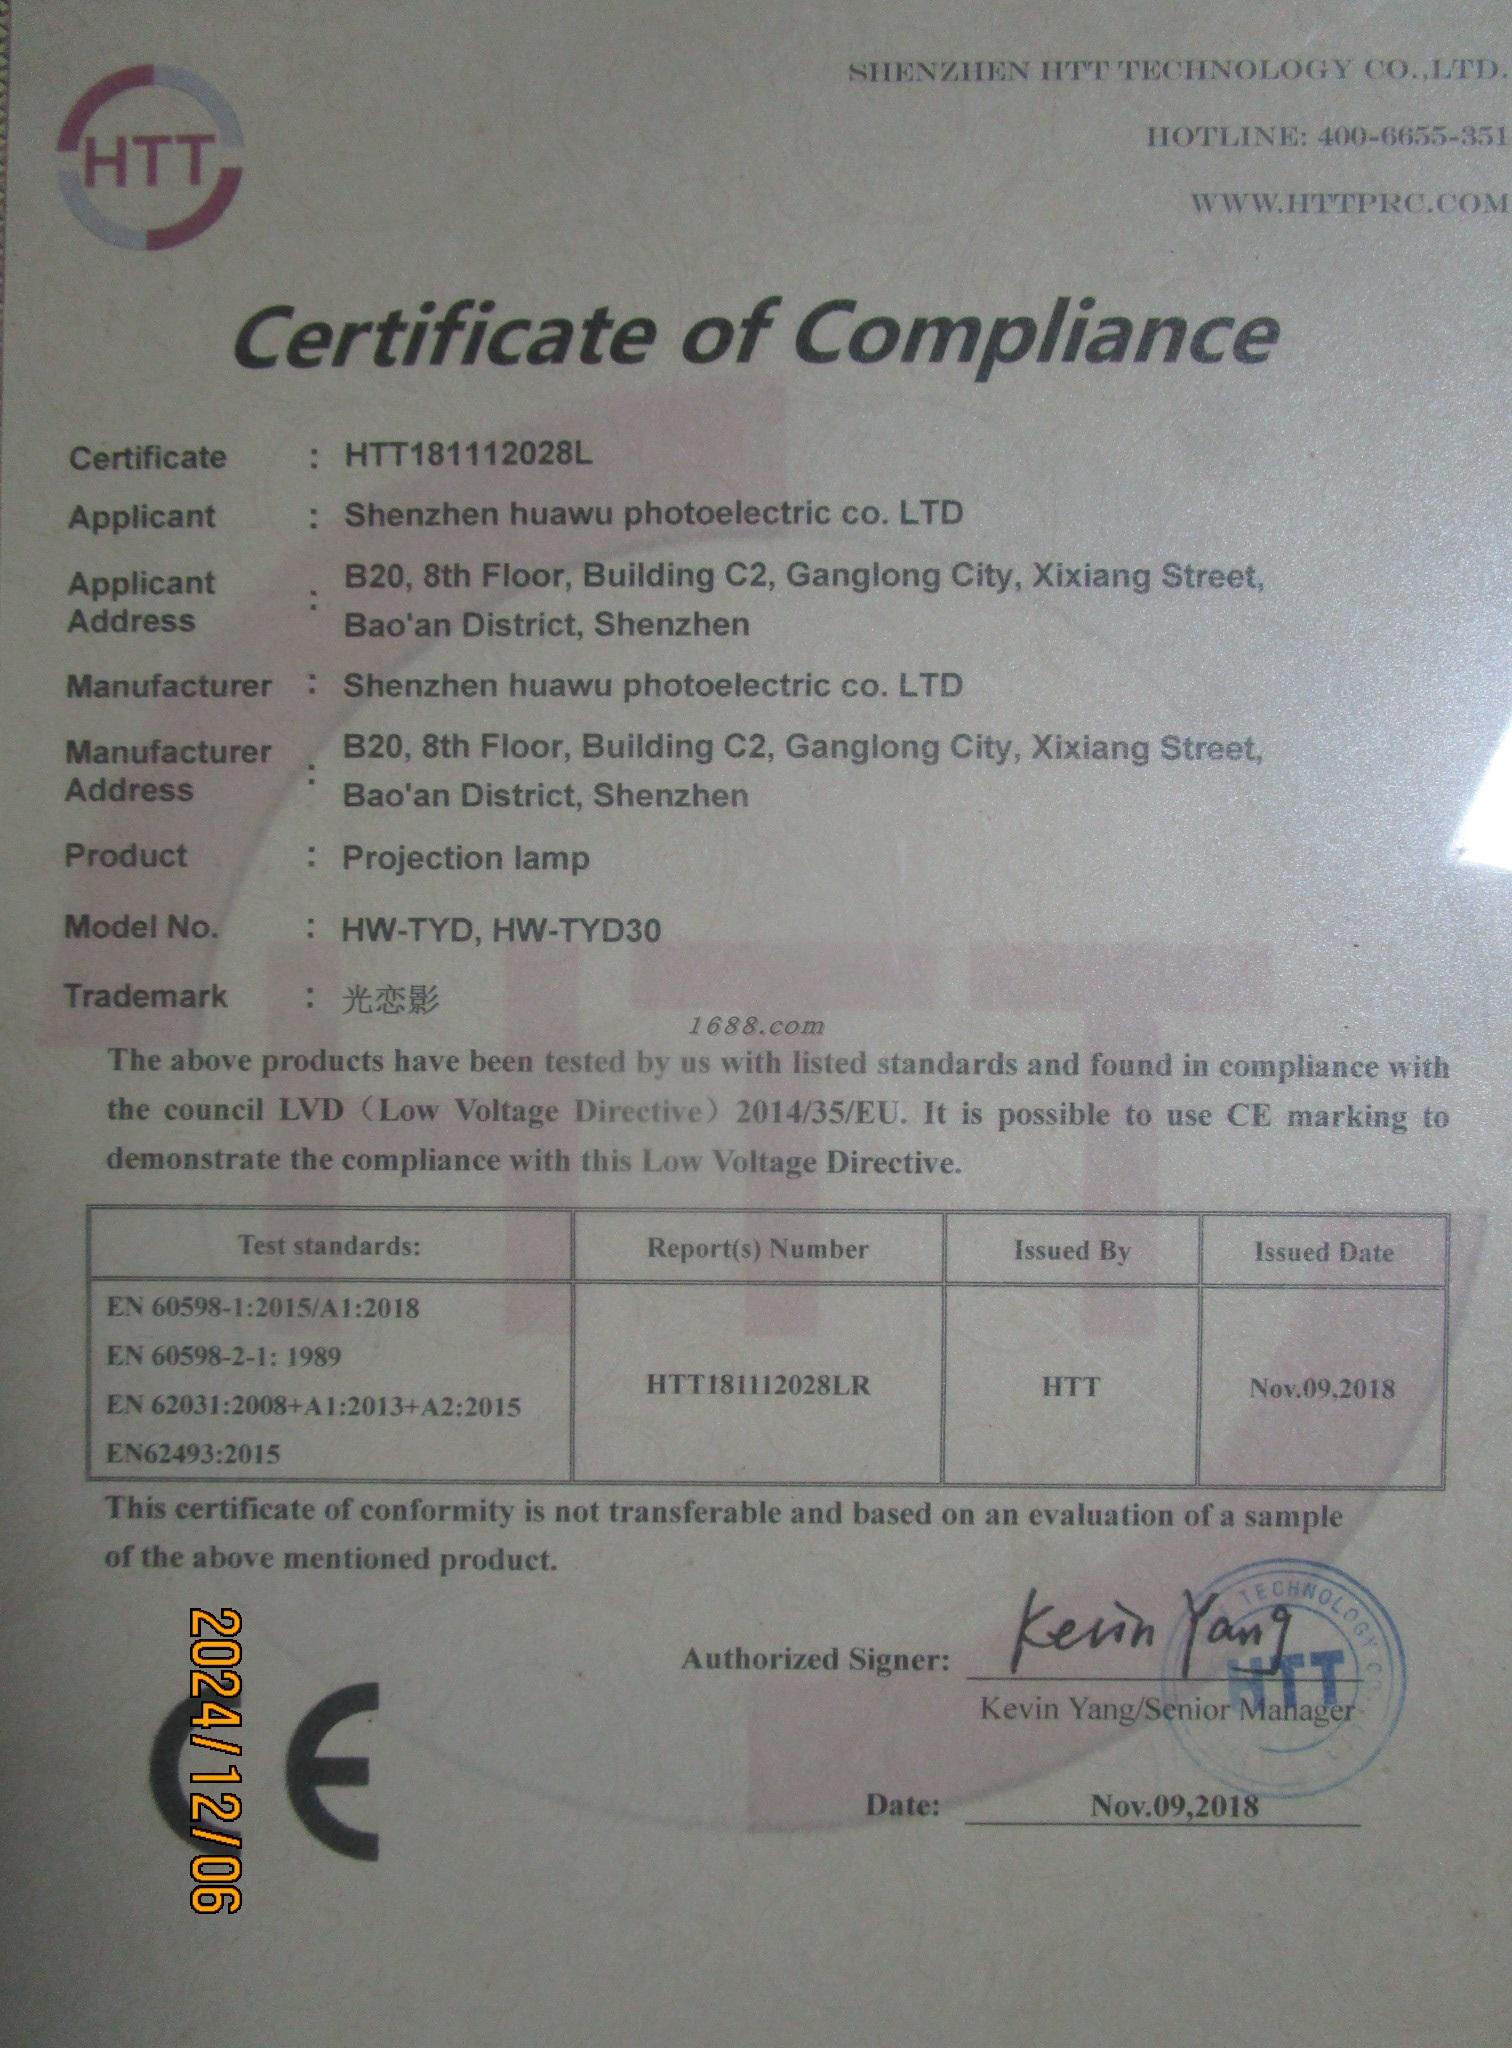 HTT
SHENZHEN HTT TECHNOLOGY CO.,LTD.
HOTLINE: 400-6655-351
WWW.HTTPRC.COM
Certificate of Compliance
Certificate : HTT181112028L
Applicant : Shenzhen huawu photoelectric co. LTD
Applicant Address : B20, 8th Floor, Building C2, Ganglong City, Xixiang Street,
Bao'an District, Shenzhen
Manufacturer : Shenzhen huawu photoelectric co. LTD
Manufacturer Address : B20, 8th Floor, Building C2, Ganglong City, Xixiang Street,
Bao'an District, Shenzhen
Product : Projection lamp
Model No. : HW-TYD, HW-TYD30
Trademark : 光恋影
1688.com
The above products have been tested by us with listed standards and found in compliance with
the council LVD（Low Voltage Directive）2014/35/EU. It is possible to use CE marking to
demonstrate the compliance with this Low Voltage Directive.
Test standards: Report(s) Number Issued By Issued Date
EN 60598-1:2015/A1:2018
EN 60598-2-1: 1989
EN 62031:2008+A1:2013+A2:2015
EN62493:2015
HTT181112028LR HTT Nov.09,2018
This certificate of conformity is not transferable and based on an evaluation of a sample
of the above mentioned product.
CE
2024/12/06
Authorized Signer: Kevin Yang
Kevin Yang/Senior Manager
TECHNOLOGY
HTT
Date: Nov.09,2018